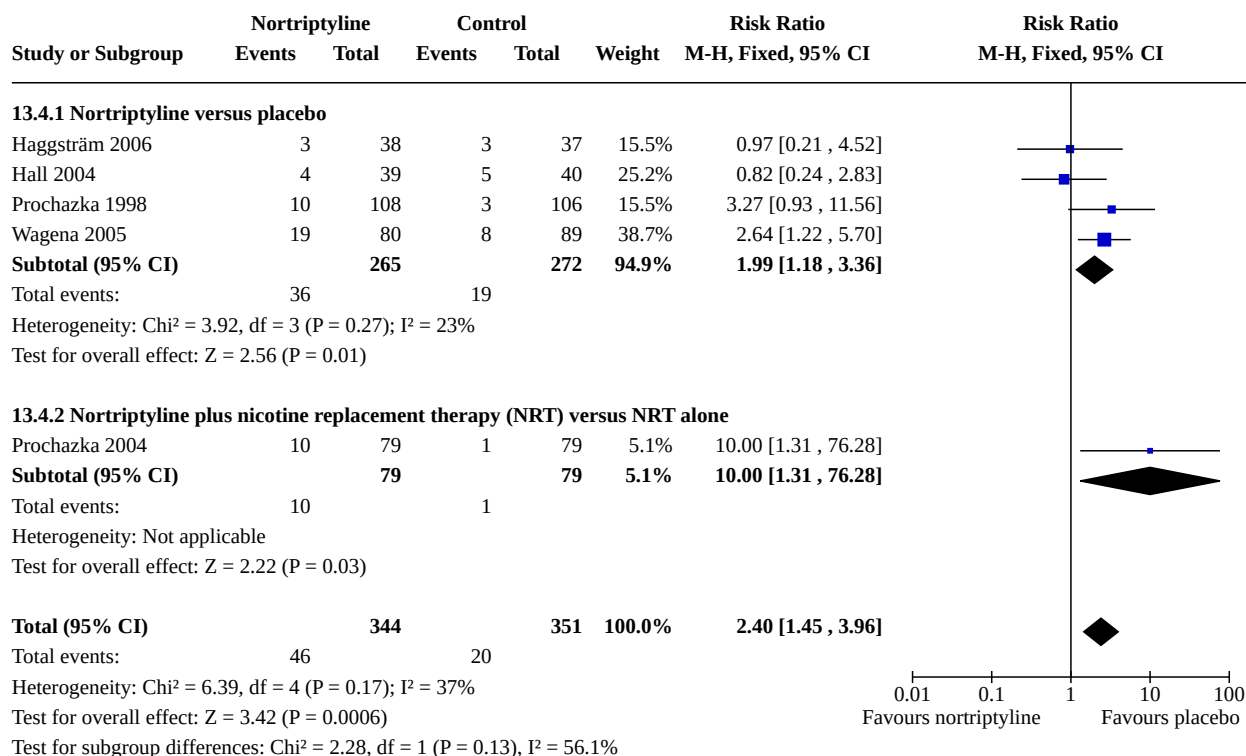 Nortriptyline Control Risk Ratio Risk Ratio
Study or Subgroup Events Total Events Total Weight M-H, Fixed, 95% CI M-H, Fixed, 95% CI
13.4.1 Nortriptyline versus placebo
Haggsträm 2006 3 38 3 37 15.5% 0.97 [0.21 , 4.52]
Hall 2004 4 39 5 40 25.2% 0.82 [0.24 , 2.83]
Prochazka 1998 10 108 3 106 15.5% 3.27 [0.93 , 11.56]
Wagena 2005 19 80 8 89 38.7% 2.64 [1.22 , 5.70]
Subtotal (95% CI) 265 272 94.9% 1.99 [1.18 , 3.36]
Total events: 36 19
Heterogeneity: Chi² = 3.92, df = 3 (P = 0.27); I² = 23%
Test for overall effect: Z = 2.56 (P = 0.01)
13.4.2 Nortriptyline plus nicotine replacement therapy (NRT) versus NRT alone
Prochazka 2004 10 79 1 79 5.1% 10.00 [1.31 , 76.28]
Subtotal (95% CI) 79 79 5.1% 10.00 [1.31 , 76.28]
Total events: 10 1
Heterogeneity: Not applicable
Test for overall effect: Z = 2.22 (P = 0.03)
Total (95% CI) 344 351 100.0% 2.40 [1.45 , 3.96]
Total events: 46 20
Heterogeneity: Chi² = 6.39, df = 4 (P = 0.17); I² = 37%
0.01 0.1 1 10 100
Test for overall effect: Z = 3.42 (P = 0.0006) Favours nortriptyline Favours placebo
Test for subgroup differences: Chi² = 2.28, df = 1 (P = 0.13), I² = 56.1%